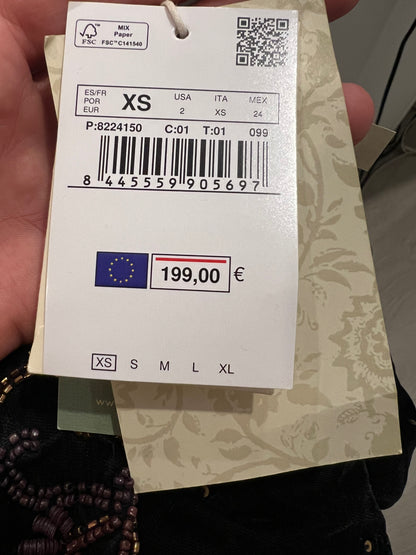 MIX
Paper
FSC™ C141540
FSC
ES/FR
POR
EUR
XS
USA
2
ITA
XS
MEX
24
P:8224150 C:01 T:01 099
8 445559 905697
199,00 €
XS S M L XL
www.